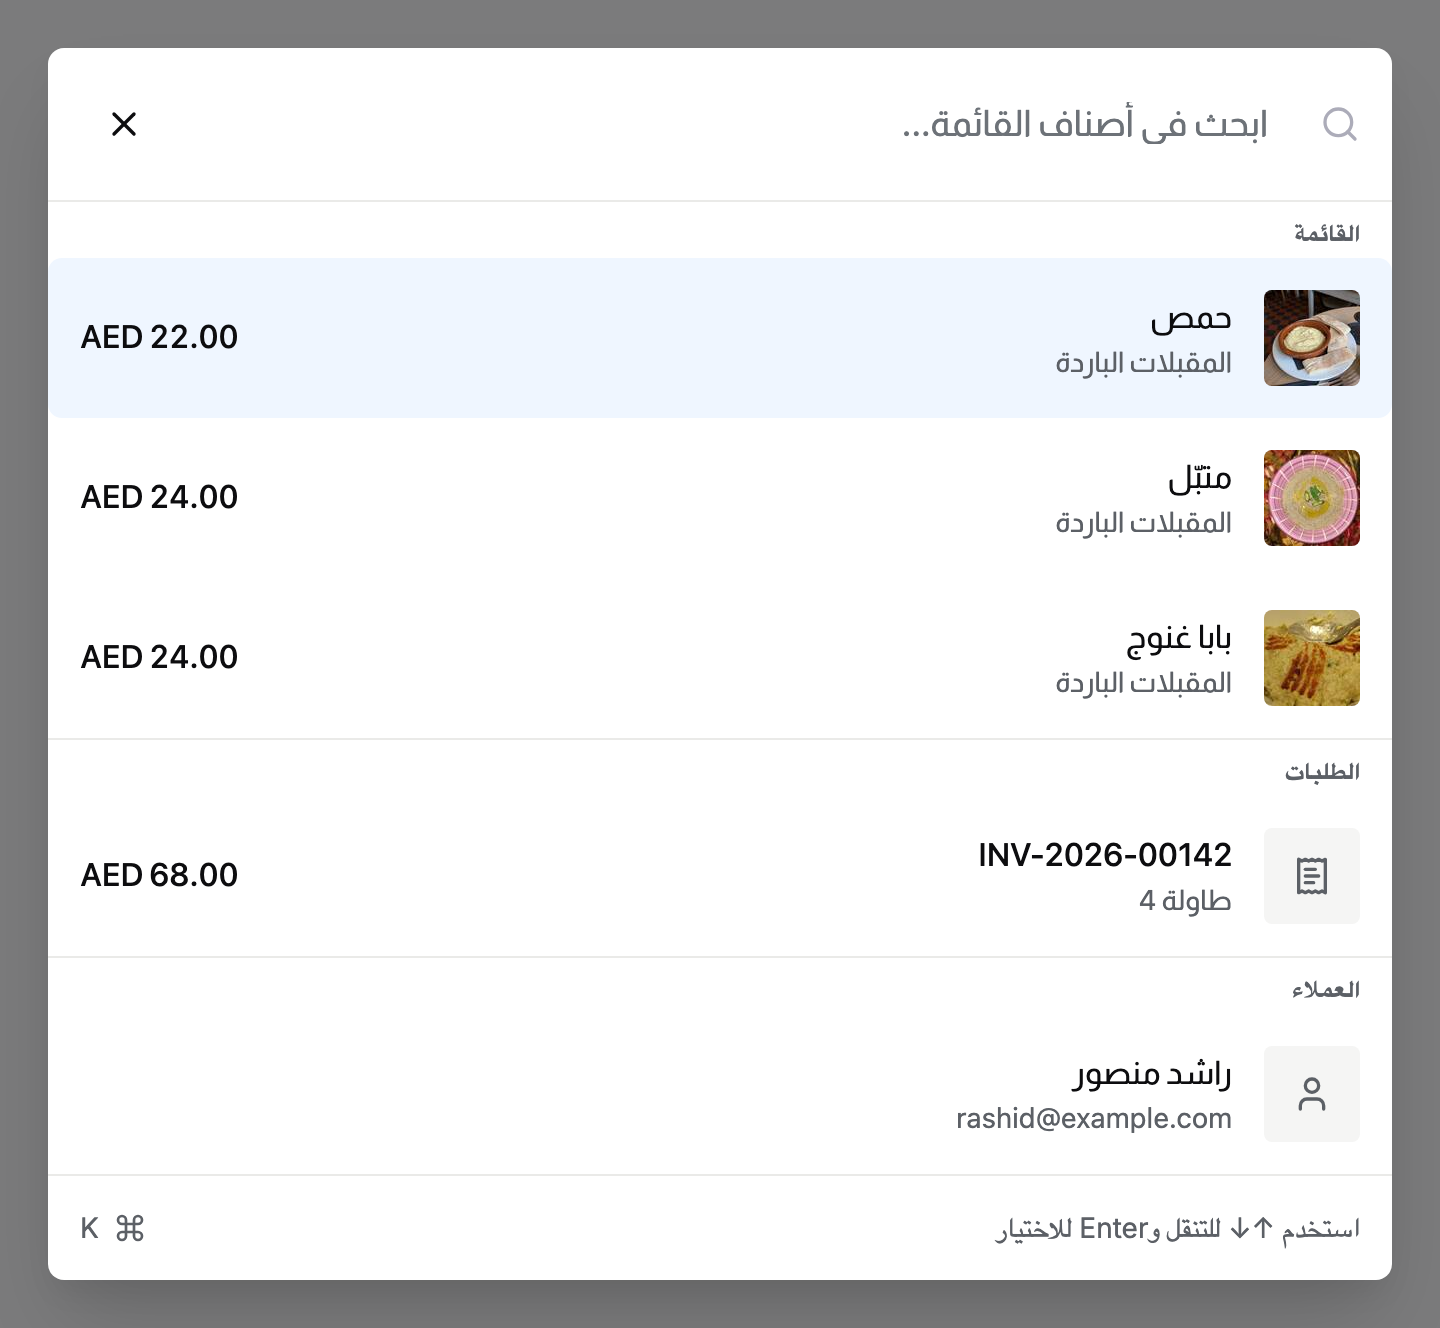 ابحث في أصناف القائمة...
القائمة
حمص
المقبلات الباردة
AED 22.00
متبّل
المقبلات الباردة
AED 24.00
بابا غنوج
المقبلات الباردة
AED 24.00
الطلبات
INV-2026-00142
طاولة 4
AED 68.00
العملاء
راشد منصور
rashid@example.com
استخدم ↑↓ للتنقل وEnter للاختيار
⌘ K